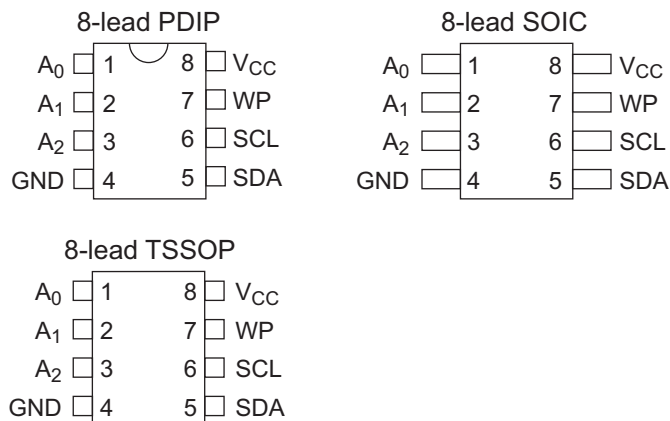 8-lead PDIP
A0 1 8 VCC
A1 2 7 WP
A2 3 6 SCL
GND 4 5 SDA
8-lead SOIC
A0 1 8 VCC
A1 2 7 WP
A2 3 6 SCL
GND 4 5 SDA
8-lead TSSOP
A0 1 8 VCC
A1 2 7 WP
A2 3 6 SCL
GND 4 5 SDA